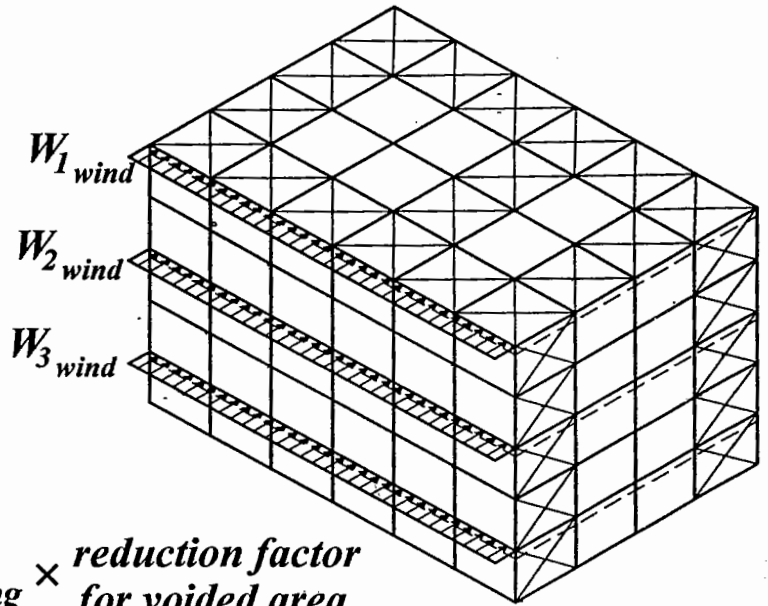 W1 wind
W2 wind
W3 wind
× reduction factor
for voided area